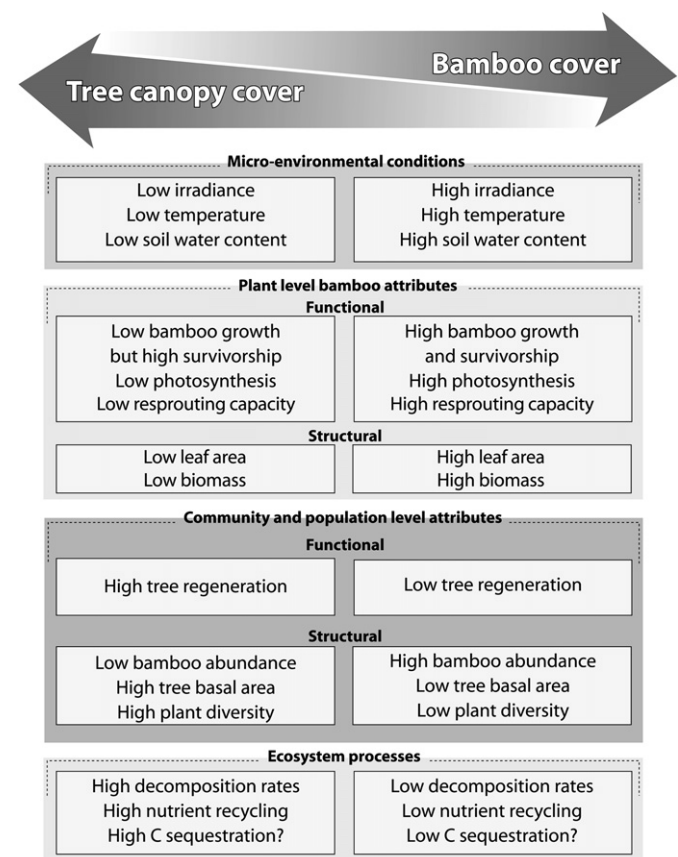 Bamboo cover
Tree canopy cover
Micro-environmental conditions
Low irradiance
Low temperature
Low soil water content
High irradiance
High temperature
High soil water content
Plant level bamboo attributes
Functional
Low bamboo growth
but high survivorship
Low photosynthesis
Low resprouting capacity
High bamboo growth
and survivorship
High photosynthesis
High resprouting capacity
Structural
Low leaf area
Low biomass
High leaf area
High biomass
Community and population level attributes
Functional
High tree regeneration
Low tree regeneration
Structural
Low bamboo abundance
High tree basal area
High plant diversity
High bamboo abundance
Low tree basal area
Low plant diversity
Ecosystem processes
High decomposition rates
High nutrient recycling
High C sequestration?
Low decomposition rates
Low nutrient recycling
Low C sequestration?